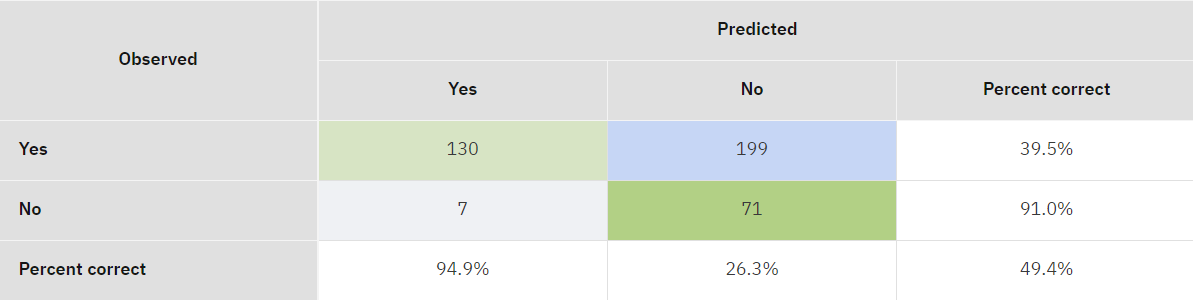 Observed
Predicted
Yes No Percent correct
Yes 130 199 39.5%
No 7 71 91.0%
Percent correct 94.9% 26.3% 49.4%